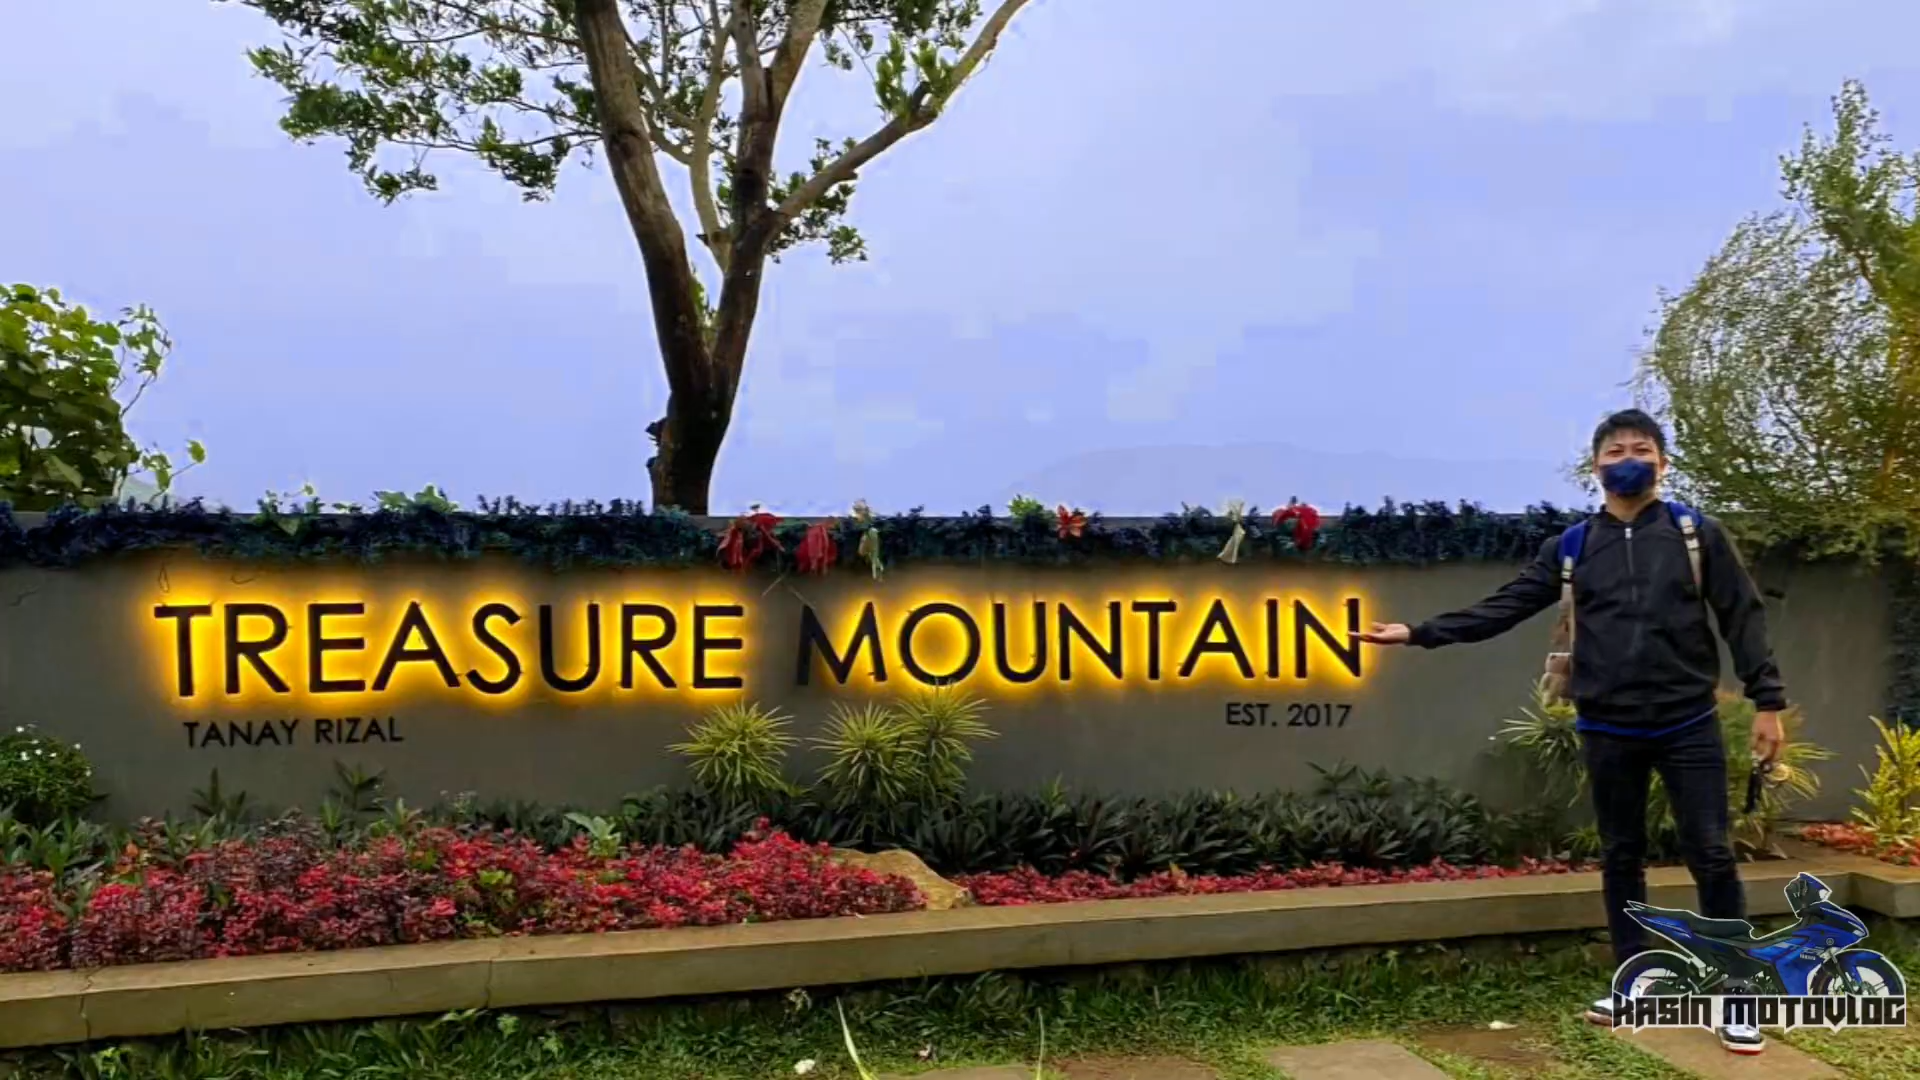 TREASURE MOUNTAIN
TANAY RIZAL
EST. 2017
KASIN MOTOVLOG